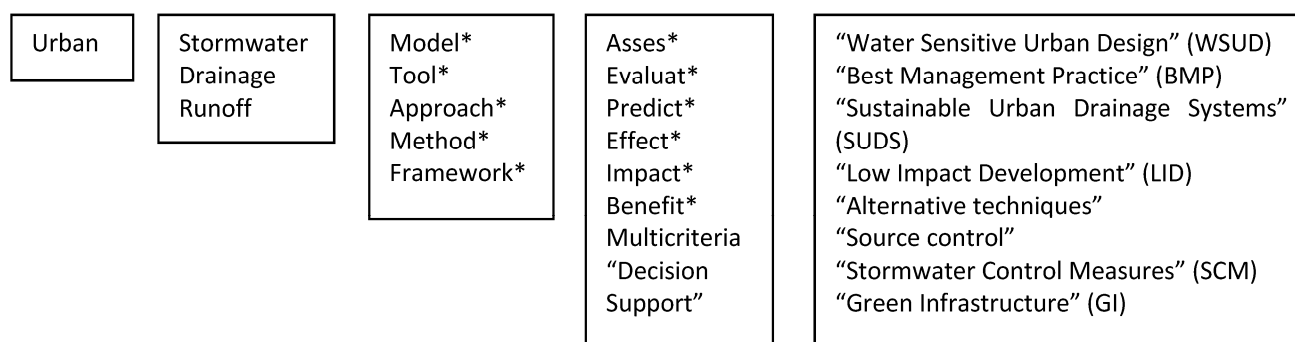 Urban
Stormwater
Drainage
Runoff
Model*
Tool*
Approach*
Method*
Framework*
Asses*
Evaluat*
Predict*
Effect*
Impact*
Benefit*
Multicriteria
“Decision
Support”
“Water Sensitive Urban Design” (WSUD)
“Best Management Practice” (BMP)
“Sustainable Urban Drainage Systems”
(SUDS)
“Low Impact Development” (LID)
“Alternative techniques”
“Source control”
“Stormwater Control Measures” (SCM)
“Green Infrastructure” (GI)